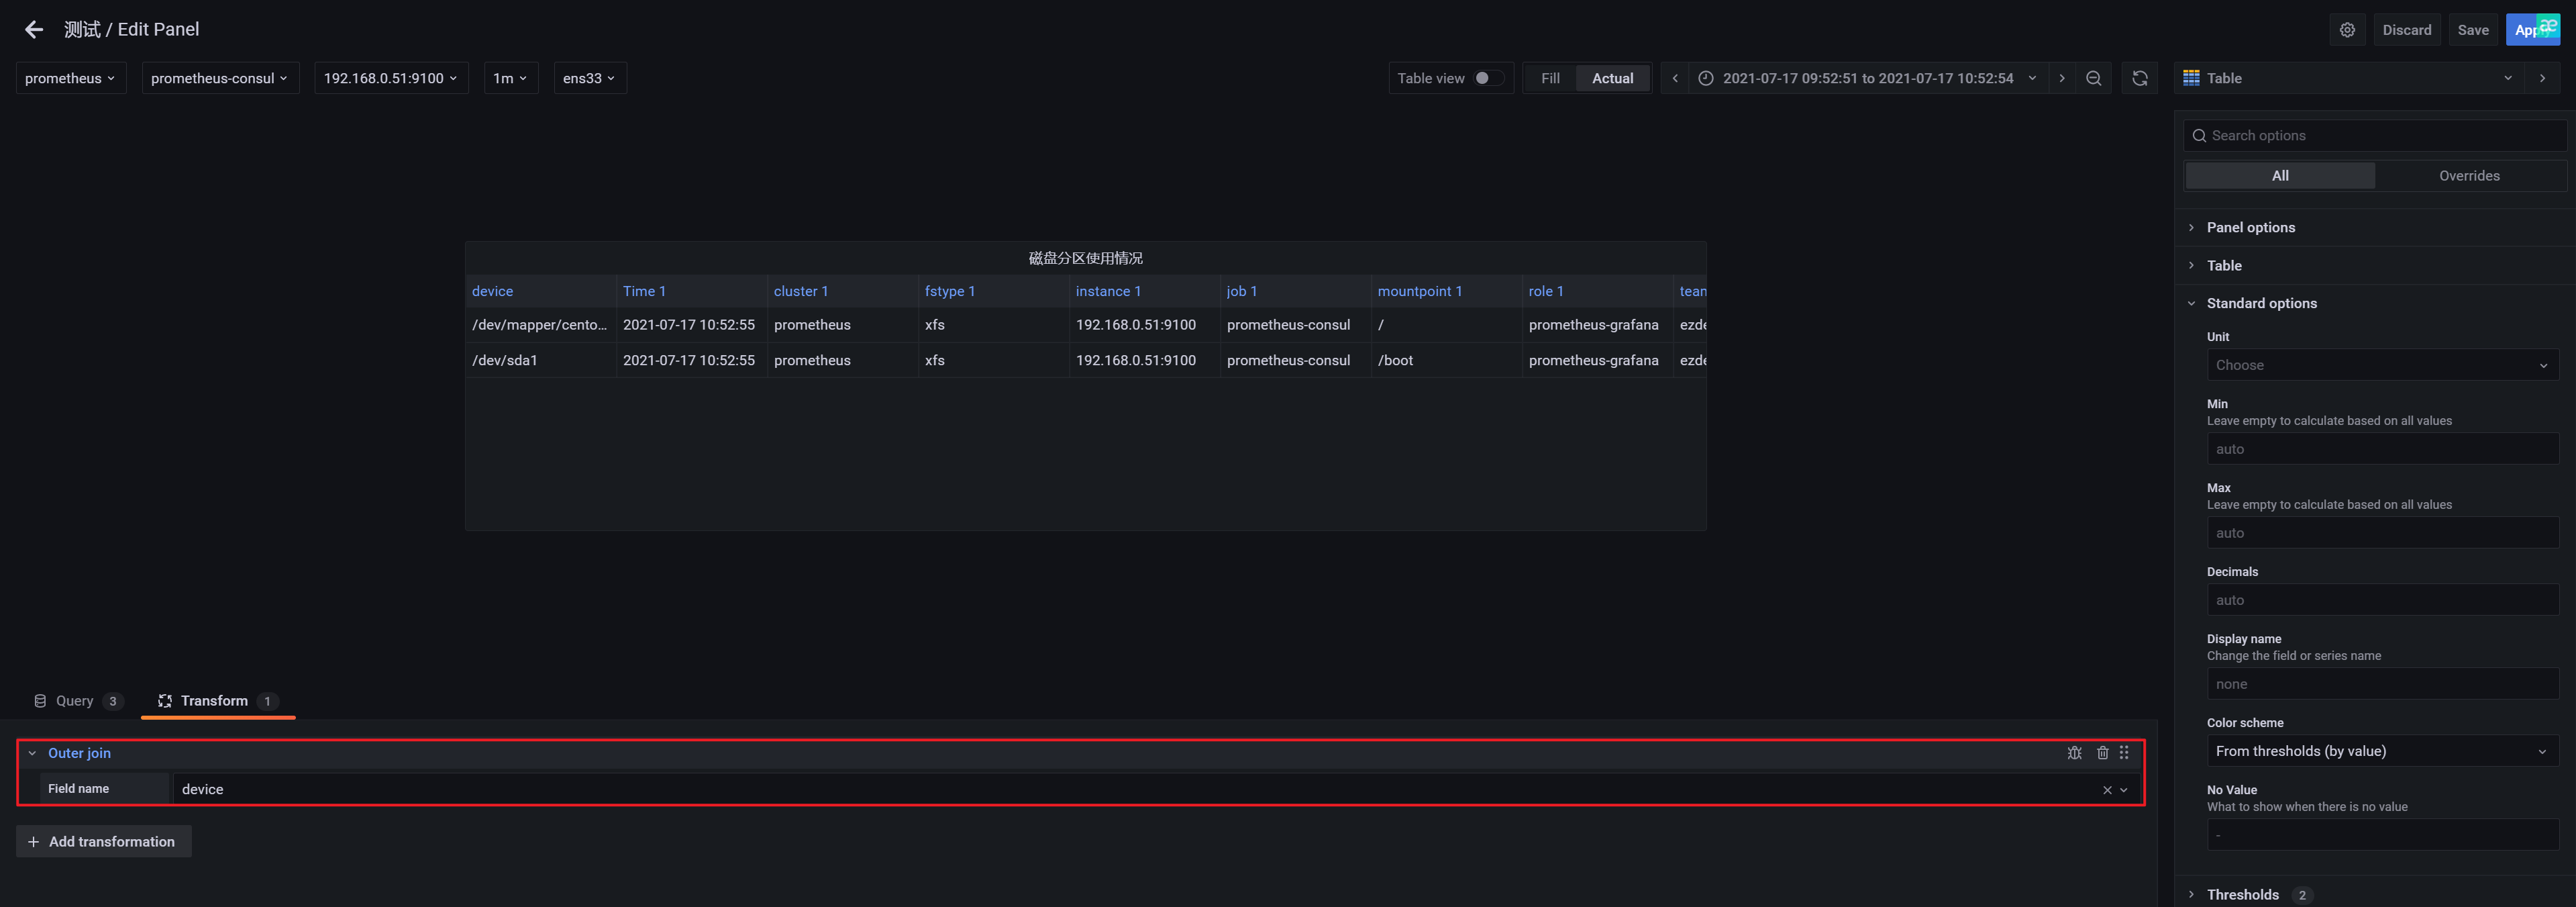 测试 / Edit Panel
Discard
Save
prometheus
prometheus-consul
192.168.0.51:9100
1m
ens33
Table view
Fill
Actual
2021-07-17 09:52:51 to 2021-07-17 10:52:54
Table
Search options
All
Overrides
Panel options
Table
Standard options
Unit
Choose
Min
Leave empty to calculate based on all values
auto
Max
Leave empty to calculate based on all values
auto
Decimals
auto
Display name
Change the field or series name
none
Color scheme
From thresholds (by value)
No Value
What to show when there is no value
-
Thresholds 2
磁盘分区使用情况
device Time 1 cluster 1 fstype 1 instance 1 job 1 mountpoint 1 role 1
/dev/mapper/cento... 2021-07-17 10:52:55 prometheus xfs 192.168.0.51:9100 prometheus-consul / prometheus-grafana
/dev/sda1 2021-07-17 10:52:55 prometheus xfs 192.168.0.51:9100 prometheus-consul /boot prometheus-grafana
Query 3
Transform 1
Outer join
Field name device
+ Add transformation